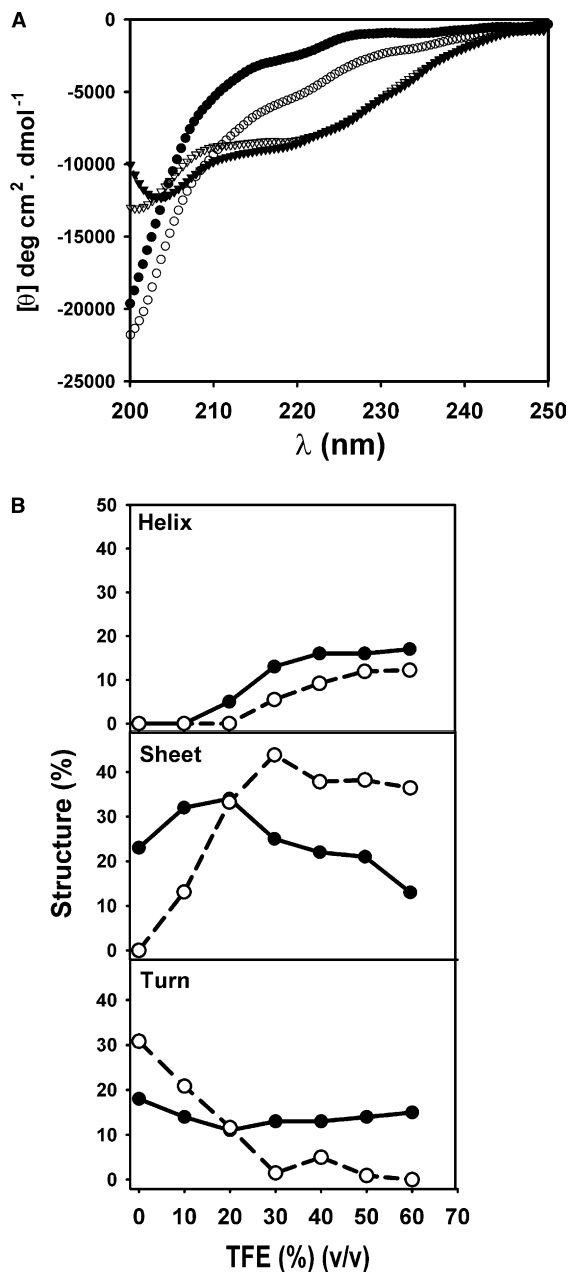 A
0
-5000
-10000
-15000
-20000
-25000
[θ] deg cm². dmol⁻¹
200 210 220 230 240 250
λ (nm)
B
Helix
50
40
30
20
10
0
Sheet
40
30
20
10
0
Turn
40
30
20
10
0
Structure (%)
0 10 20 30 40 50 60 70
TFE (%) (v/v)